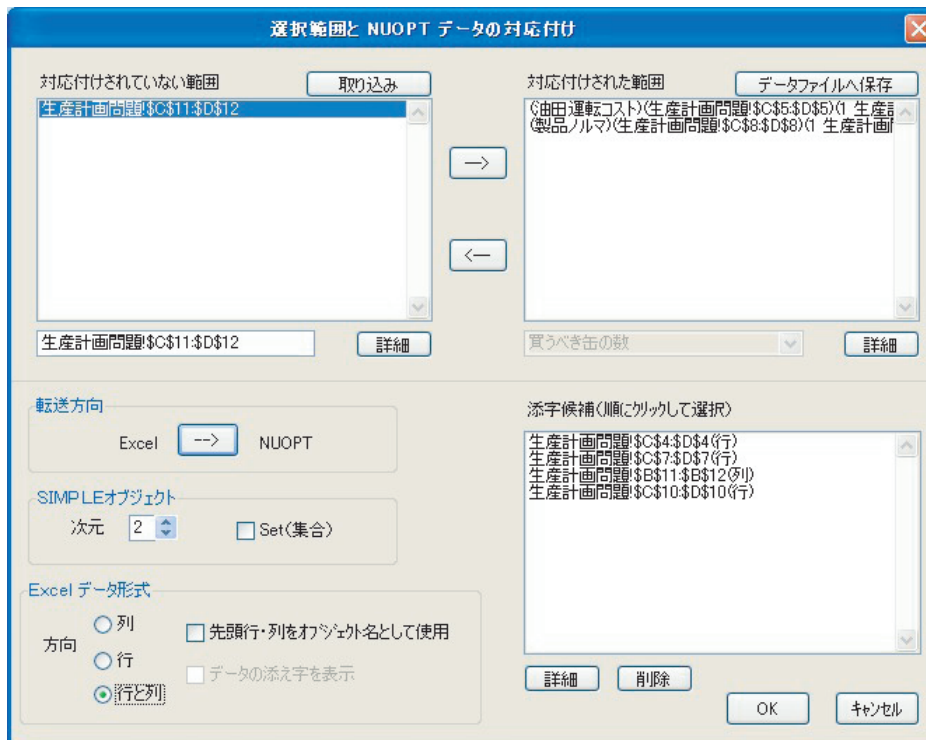 選択範囲と NUOPT データの対応付け
対応付けされていない範囲
取り込み
生産計画問題!$C$11:$D$12
生産計画問題!$C$11:$D$12
詳細
-->
<--
対応付けされた範囲
データファイルへ保存
(油田運転コスト)(生産計画問題!$C$5:$D$5)(1 生産
(製品ノルマ)(生産計画問題!$C$8:$D$8)(1 生産計画
買うべき缶の数
詳細
転送方向
Excel --> NUOPT
SIMPLEオブジェクト
次元 2 Set(集合)
Excel データ形式
方向
列
行
行と列
先頭行・列をオブジェクト名として使用
データの添え字を表示
添字候補(順にクリックして選択)
生産計画問題!$C$4:$D$4(行)
生産計画問題!$C$7:$D$7(行)
生産計画問題!$B$11:$B$12(列)
生産計画問題!$C$10:$D$10(行)
詳細
削除
OK
キャンセル